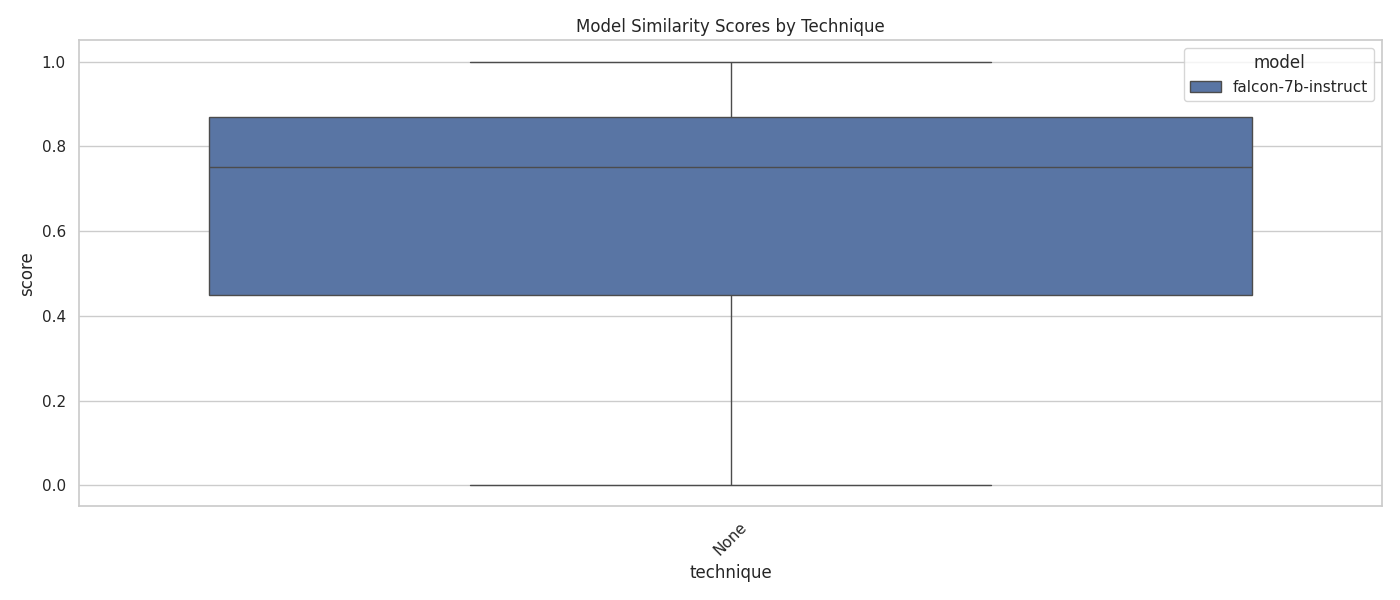 Model Similarity Scores by Technique
model
falcon-7b-instruct
1.0
0.8
0.6
0.4
0.2
0.0
score
None
technique